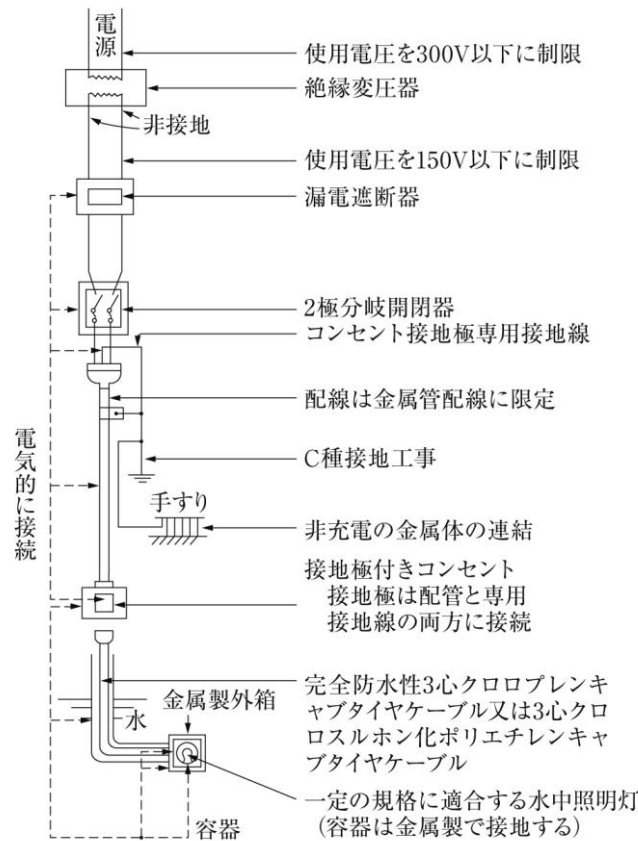 電源
使用電圧を300V以下に制限
絶縁変圧器
非接地
使用電圧を150V以下に制限
漏電遮断器
2極分岐開閉器
コンセント接地極専用接地線
配線は金属管配線に限定
電気的に接続
C種接地工事
手すり
非充電の金属体の連結
接地極付きコンセント
接地極は配管と専用
接地線の両方に接続
完全防水性3心クロロプレンキ
ャブタイヤケーブル又は3心クロ
ロスルホン化ポリエチレンキャ
ブタイヤケーブル
金属製外箱
水
一定の規格に適合する水中照明灯
(容器は金属製で接地する)
容器